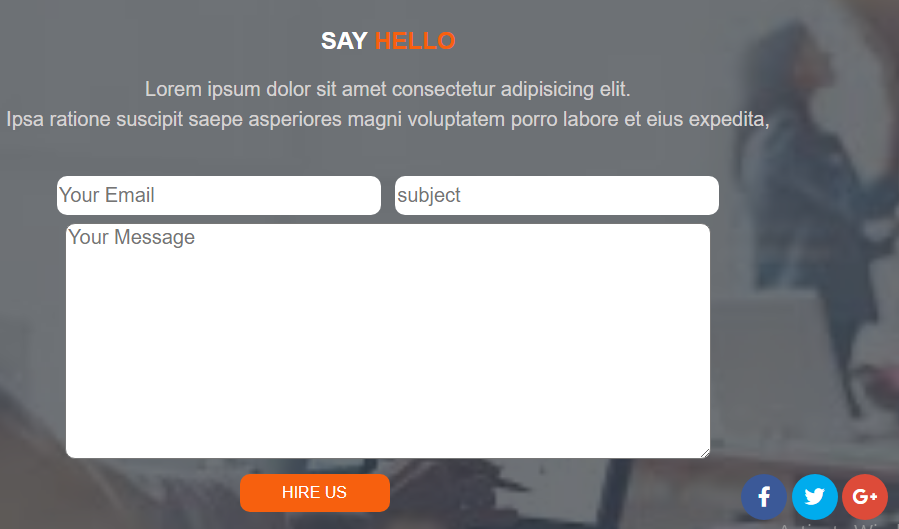 SAY HELLO
Lorem ipsum dolor sit amet consectetur adipisicing elit.
Ipsa ratione suscipit saepe asperiores magni voluptatem porro labore et eius expedita,
Your Email
subject
Your Message
HIRE US
G+